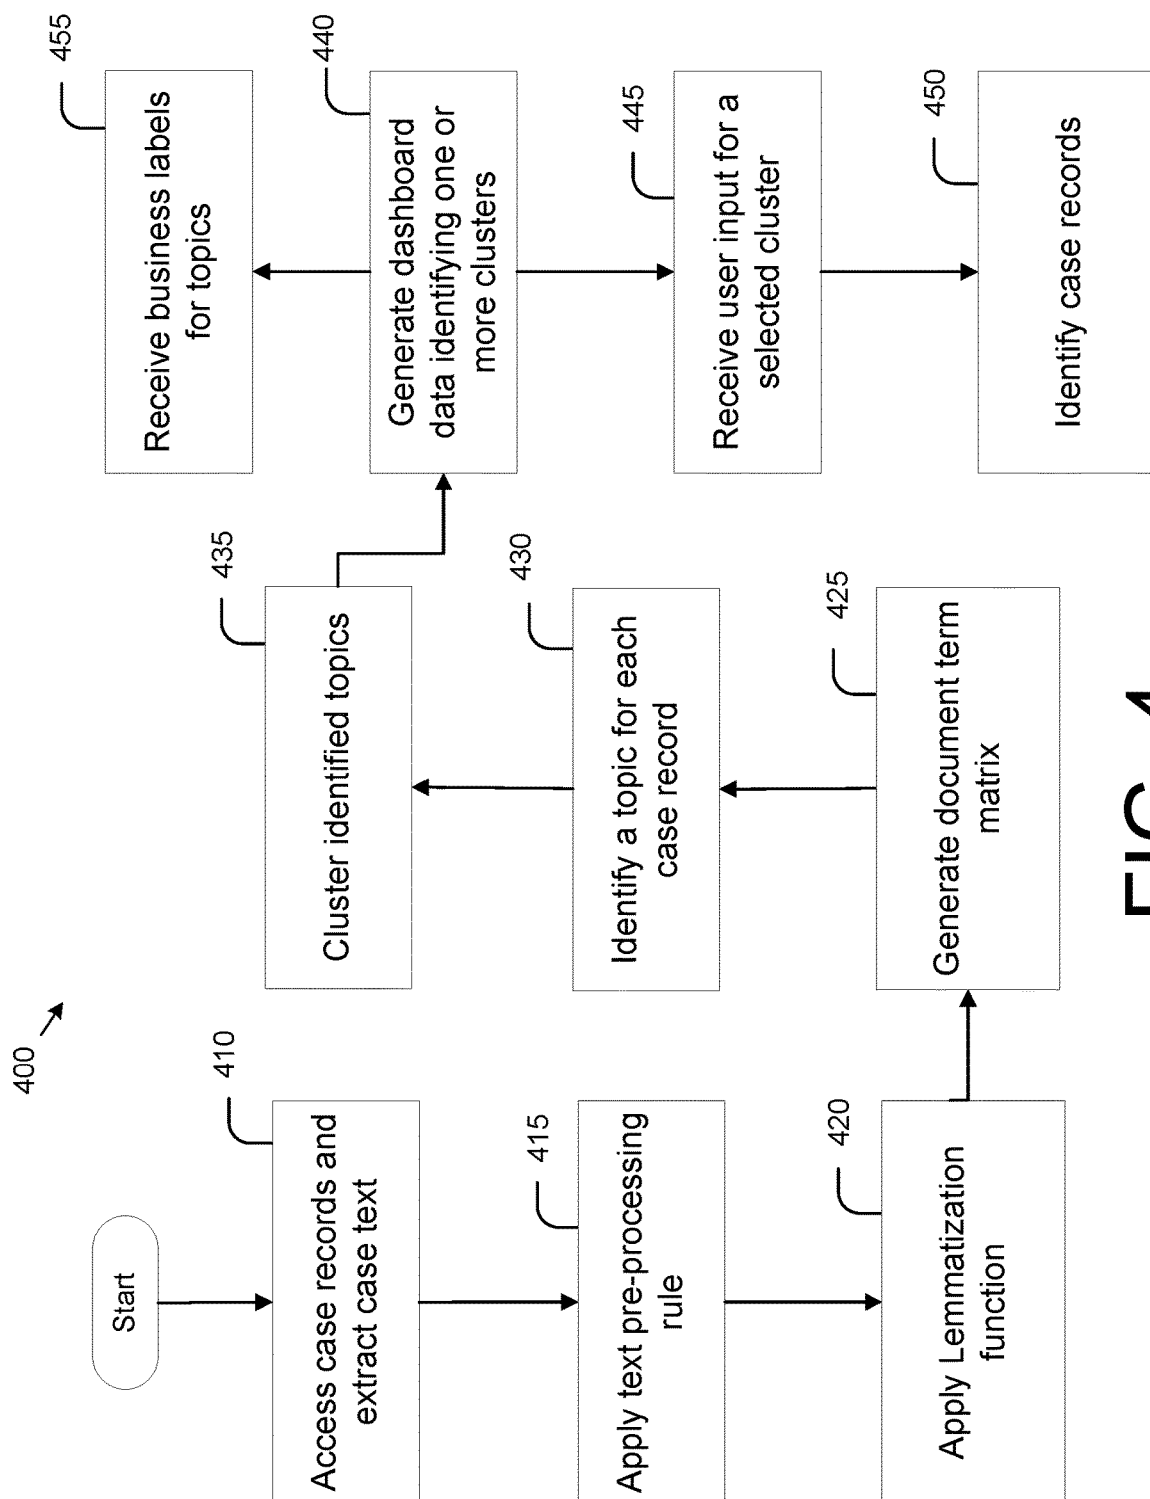 400
Start
410
Access case records and
extract case text
415
Apply text pre-processing
rule
420
Apply Lemmatization
function
435
Cluster identified topics
430
Identify a topic for each
case record
425
Generate document term
matrix
455
Receive business labels
for topics
440
Generate dashboard
data identifying one or
more clusters
445
Receive user input for a
selected cluster
450
Identify case records
FIG. 4